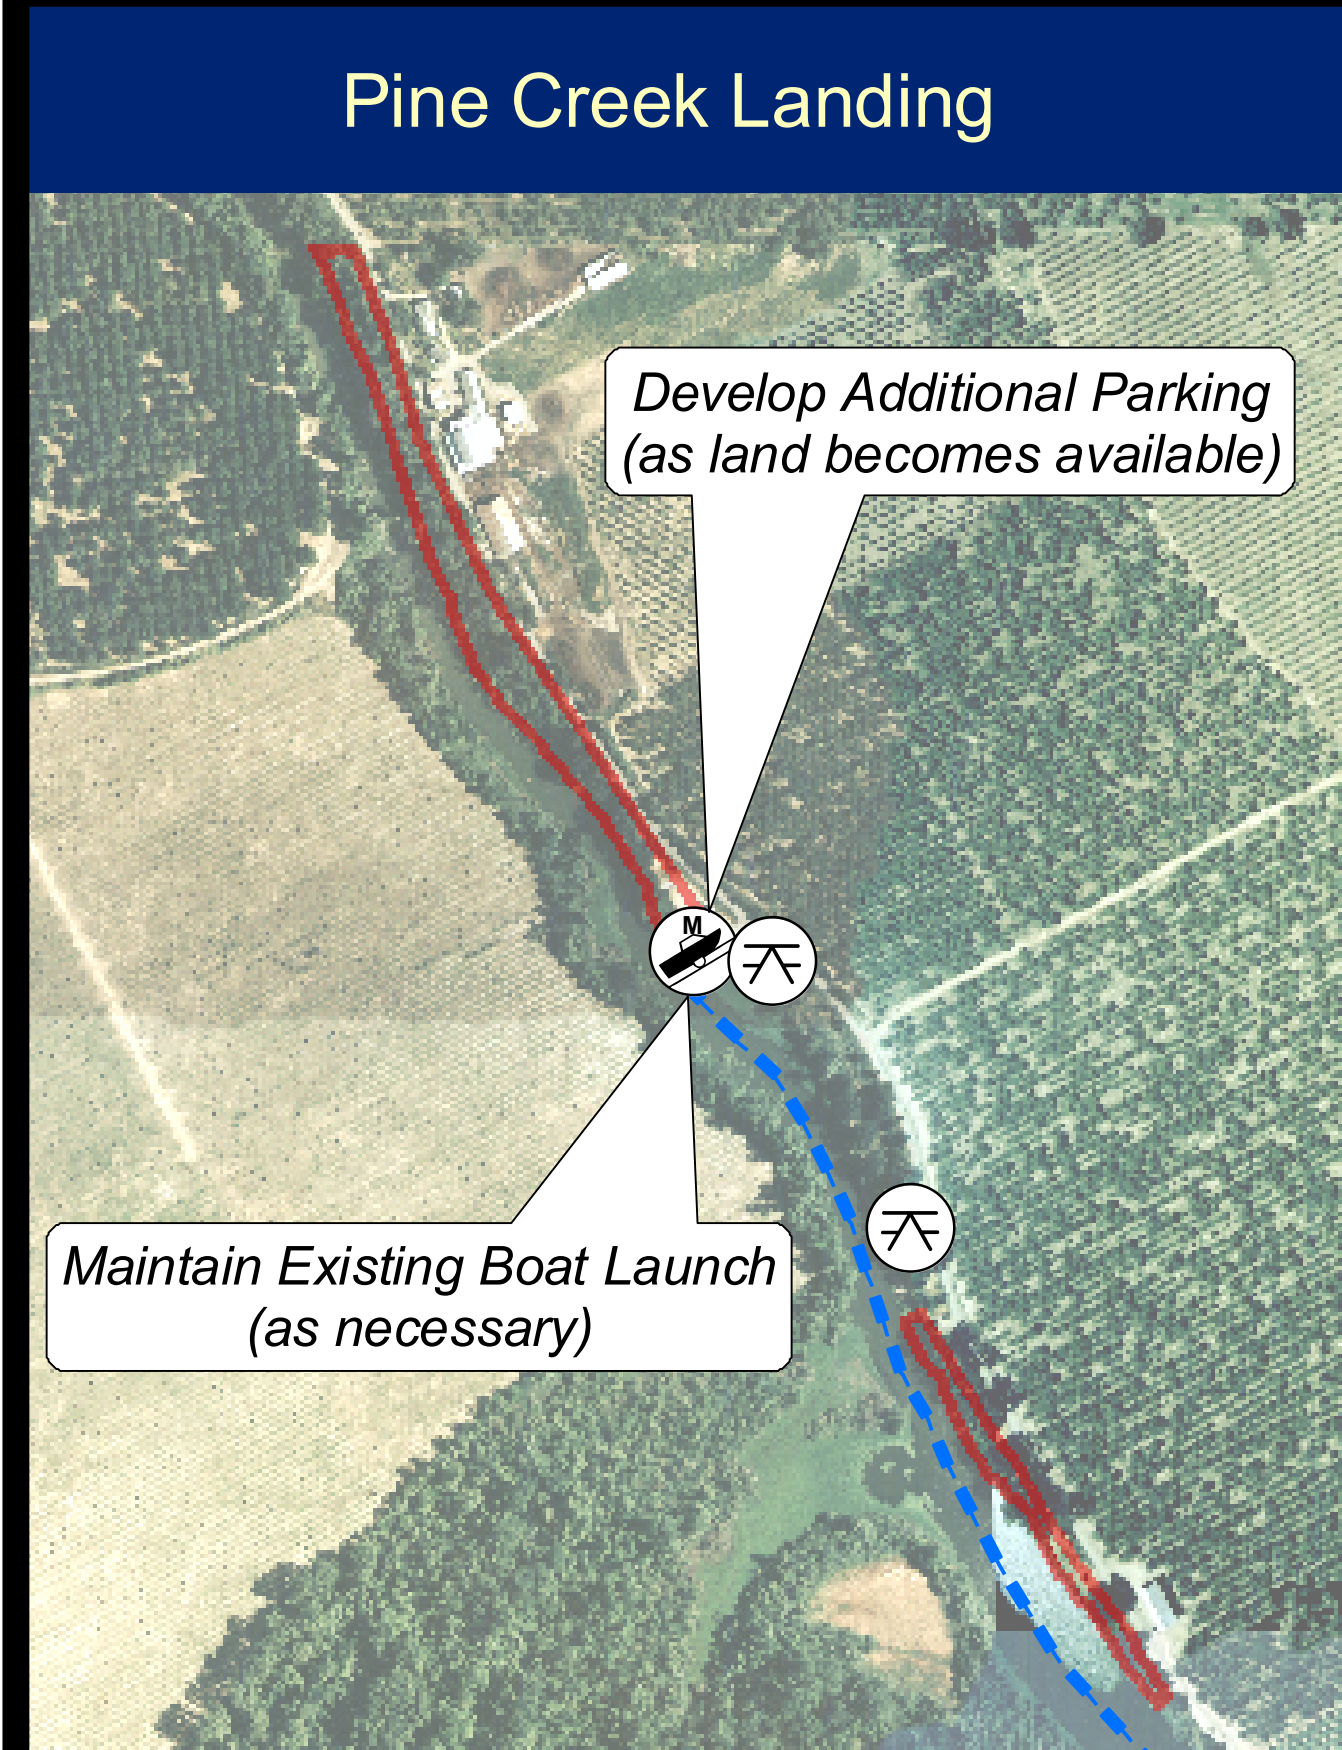 Pine Creek Landing
Develop Additional Parking
(as land becomes available)
M
Maintain Existing Boat Launch
(as necessary)